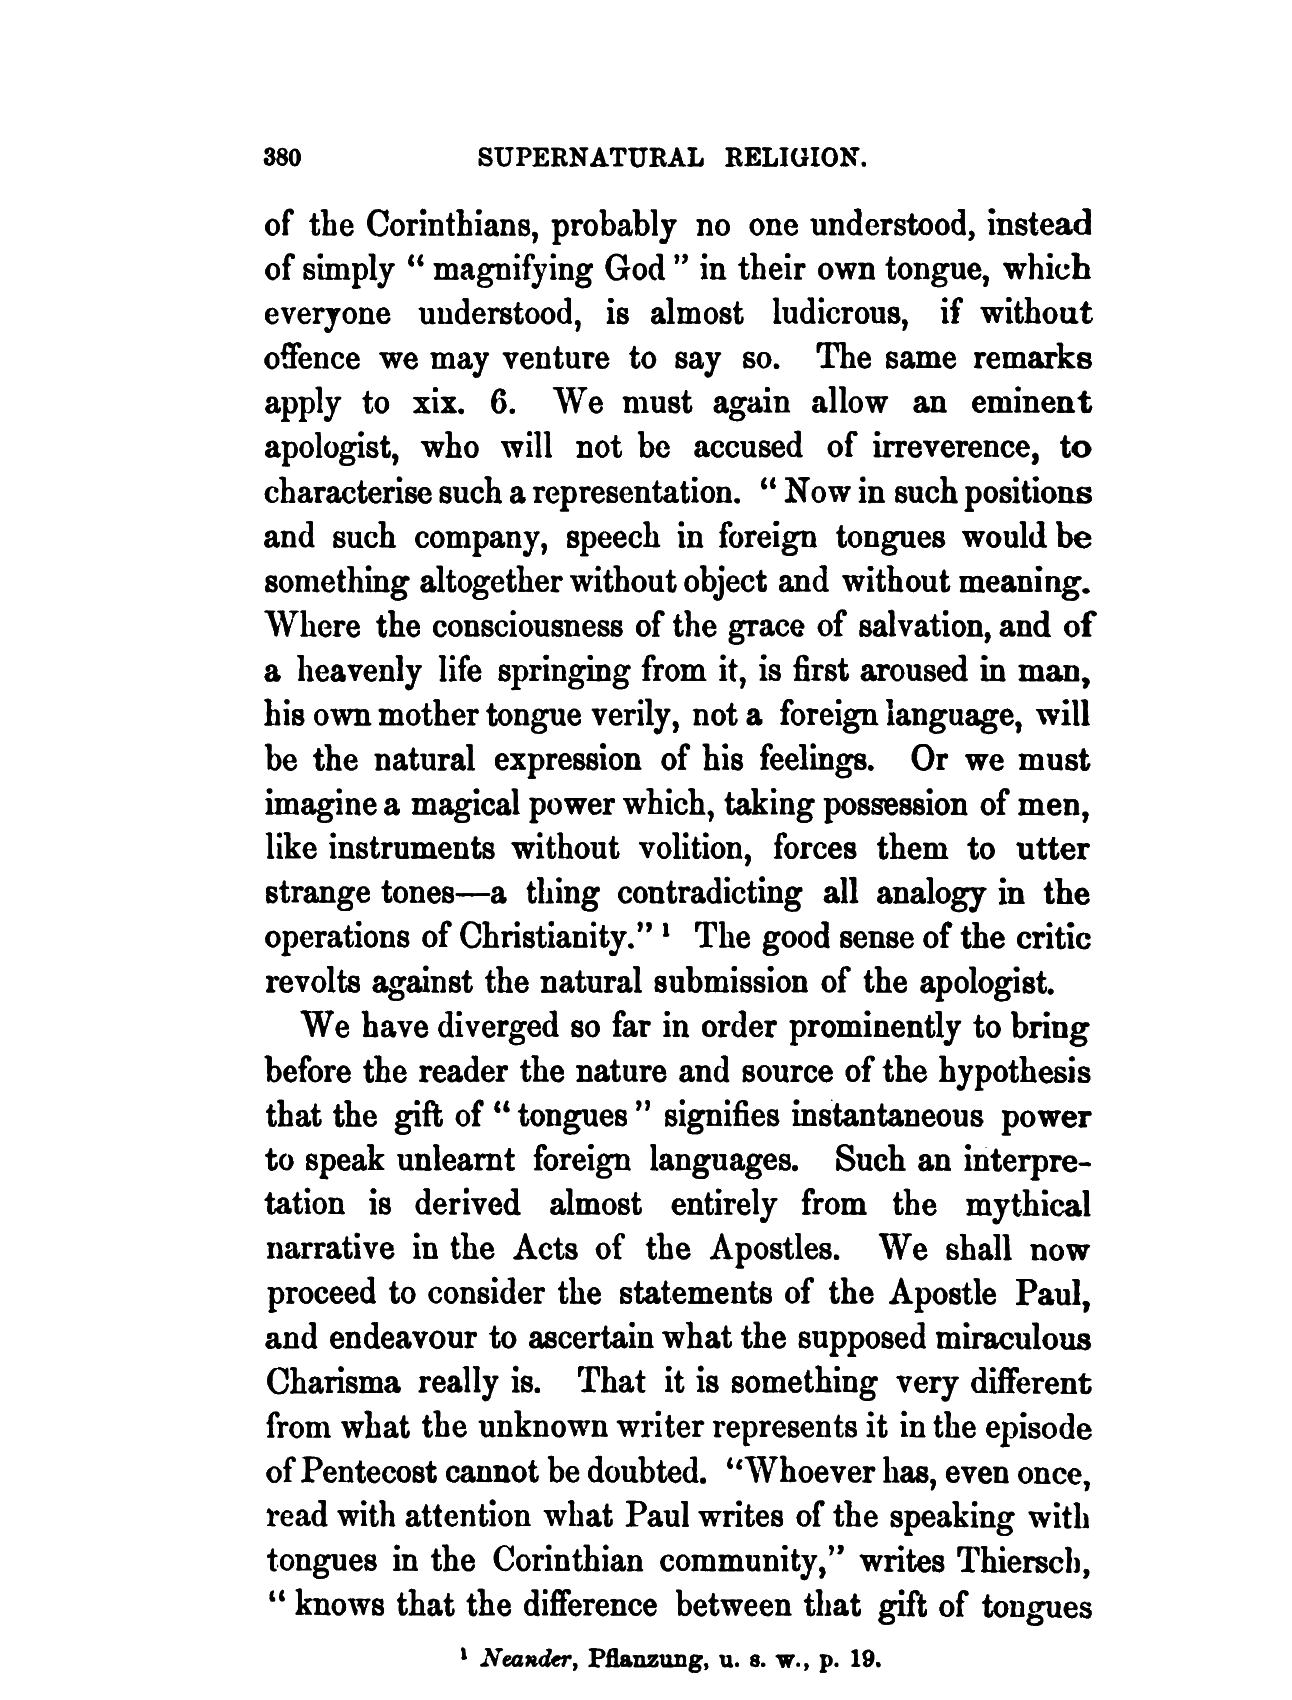 380 SUPERNATURAL RELIGION.
of the Corinthians, probably no one understood, instead
of simply “ magnifying God ” in their own tongue, which
everyone understood, is almost ludicrous, if without
offence we may venture to say so. The same remarks
apply to xix. 6. We must again allow an eminent
apologist, who will not be accused of irreverence, to
characterise such a representation. “ Now in such positions
and such company, speech in foreign tongues would be
something altogether without object and without meaning.
Where the consciousness of the grace of salvation, and of
a heavenly life springing from it, is first aroused in man,
his own mother tongue verily, not a foreign language, will
be the natural expression of his feelings. Or we must
imagine a magical power which, taking possession of men,
like instruments without volition, forces them to utter
strange tones—a thing contradicting all analogy in the
operations of Christianity.” ¹ The good sense of the critic
revolts against the natural submission of the apologist.
We have diverged so far in order prominently to bring
before the reader the nature and source of the hypothesis
that the gift of “ tongues ” signifies instantaneous power
to speak unlearnt foreign languages. Such an interpre-
tation is derived almost entirely from the mythical
narrative in the Acts of the Apostles. We shall now
proceed to consider the statements of the Apostle Paul,
and endeavour to ascertain what the supposed miraculous
Charisma really is. That it is something very different
from what the unknown writer represents it in the episode
of Pentecost cannot be doubted. “Whoever has, even once,
read with attention what Paul writes of the speaking with
tongues in the Corinthian community,” writes Thiersch,
“ knows that the difference between that gift of tongues
¹ Neander, Pflanzung, u. s. w., p. 19.